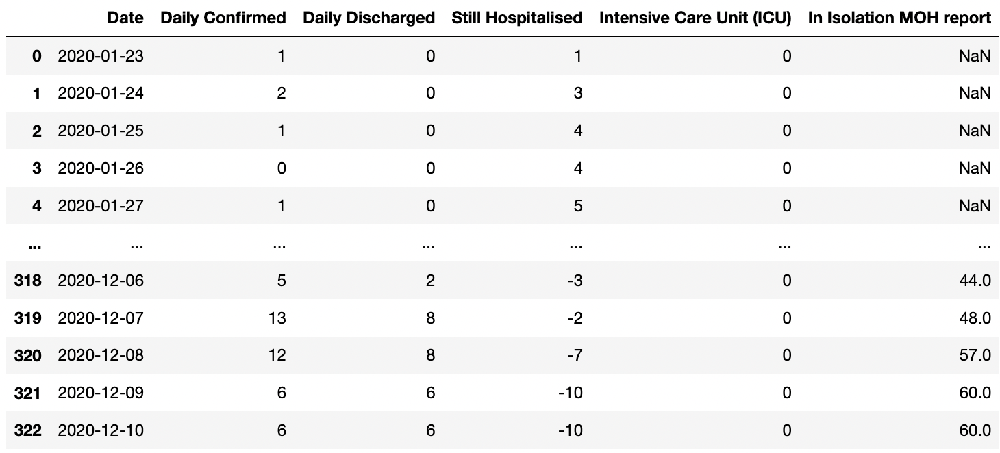 Date Daily Confirmed Daily Discharged Still Hospitalised Intensive Care Unit (ICU) In Isolation MOH report
0 2020-01-23 1 0 1 0 NaN
1 2020-01-24 2 0 3 0 NaN
2 2020-01-25 1 0 4 0 NaN
3 2020-01-26 0 0 4 0 NaN
4 2020-01-27 1 0 5 0 NaN
... ... ... ... ... ... ...
318 2020-12-06 5 2 -3 0 44.0
319 2020-12-07 13 8 -2 0 48.0
320 2020-12-08 12 8 -7 0 57.0
321 2020-12-09 6 6 -10 0 60.0
322 2020-12-10 6 6 -10 0 60.0